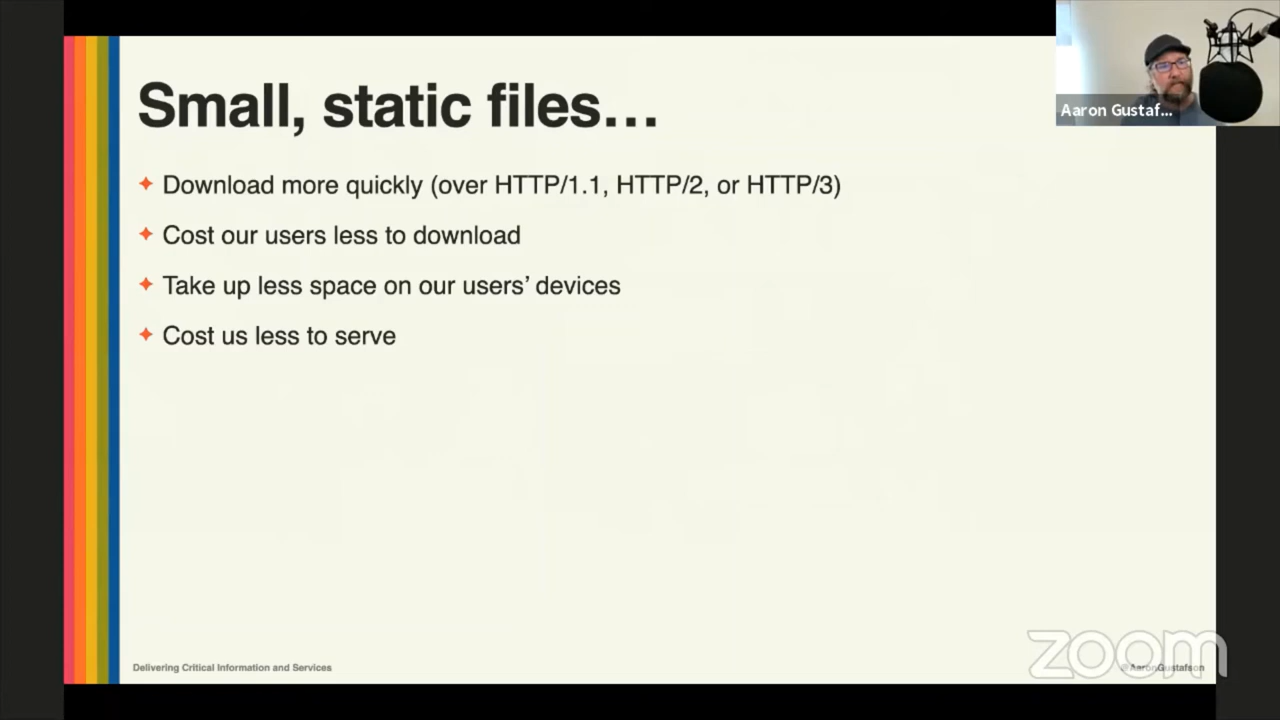 Small, static files…
Download more quickly (over HTTP/1.1, HTTP/2, or HTTP/3)
Cost our users less to download
Take up less space on our users’ devices
Cost us less to serve
Aaron Gustaf...
Delivering Critical Information and Services
@AaronGustafson
zoom